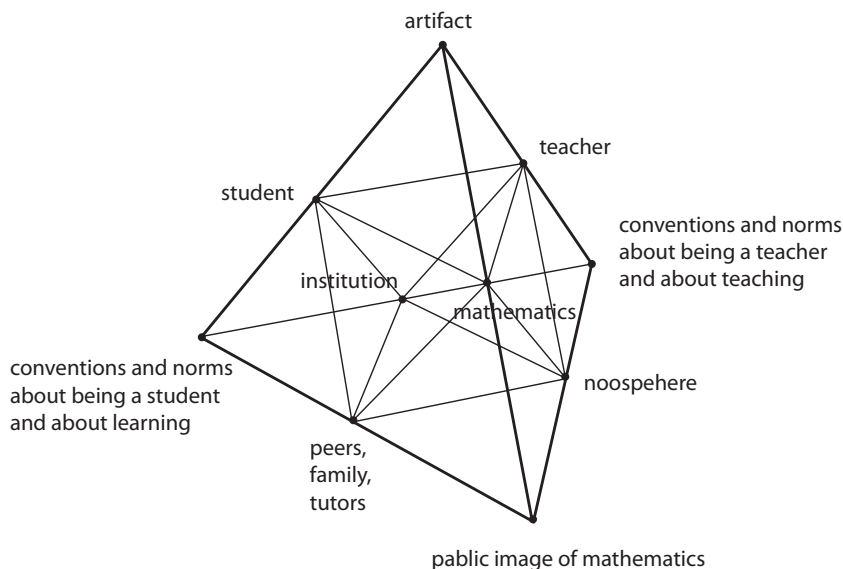 artifact
teacher
student
conventions and norms
about being a teacher
and about teaching
institution
mathematics
conventions and norms
about being a student
and about learning
noospehere
peers,
family,
tutors
pablic image of mathematics